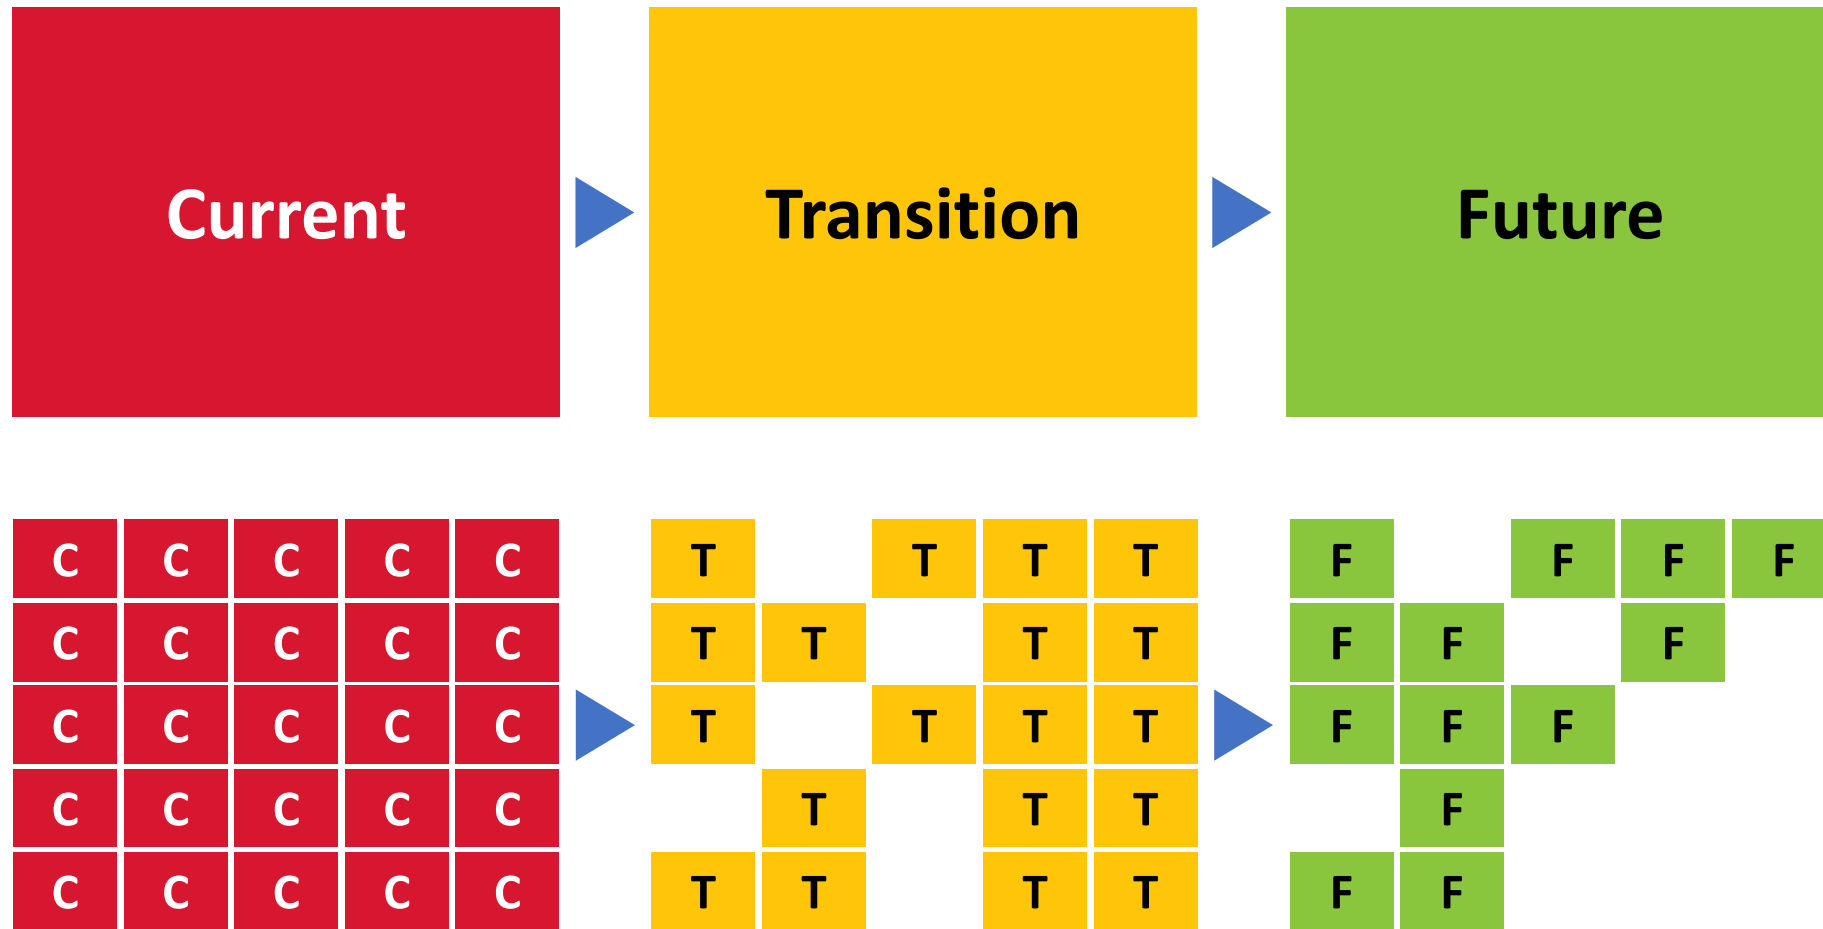 Current Transition Future
C C C C C T T T T F F F F
C C C C C T T T T F F F
C C C C C T T T T F F F
C C C C C T T T F
C C C C C T T T T F F